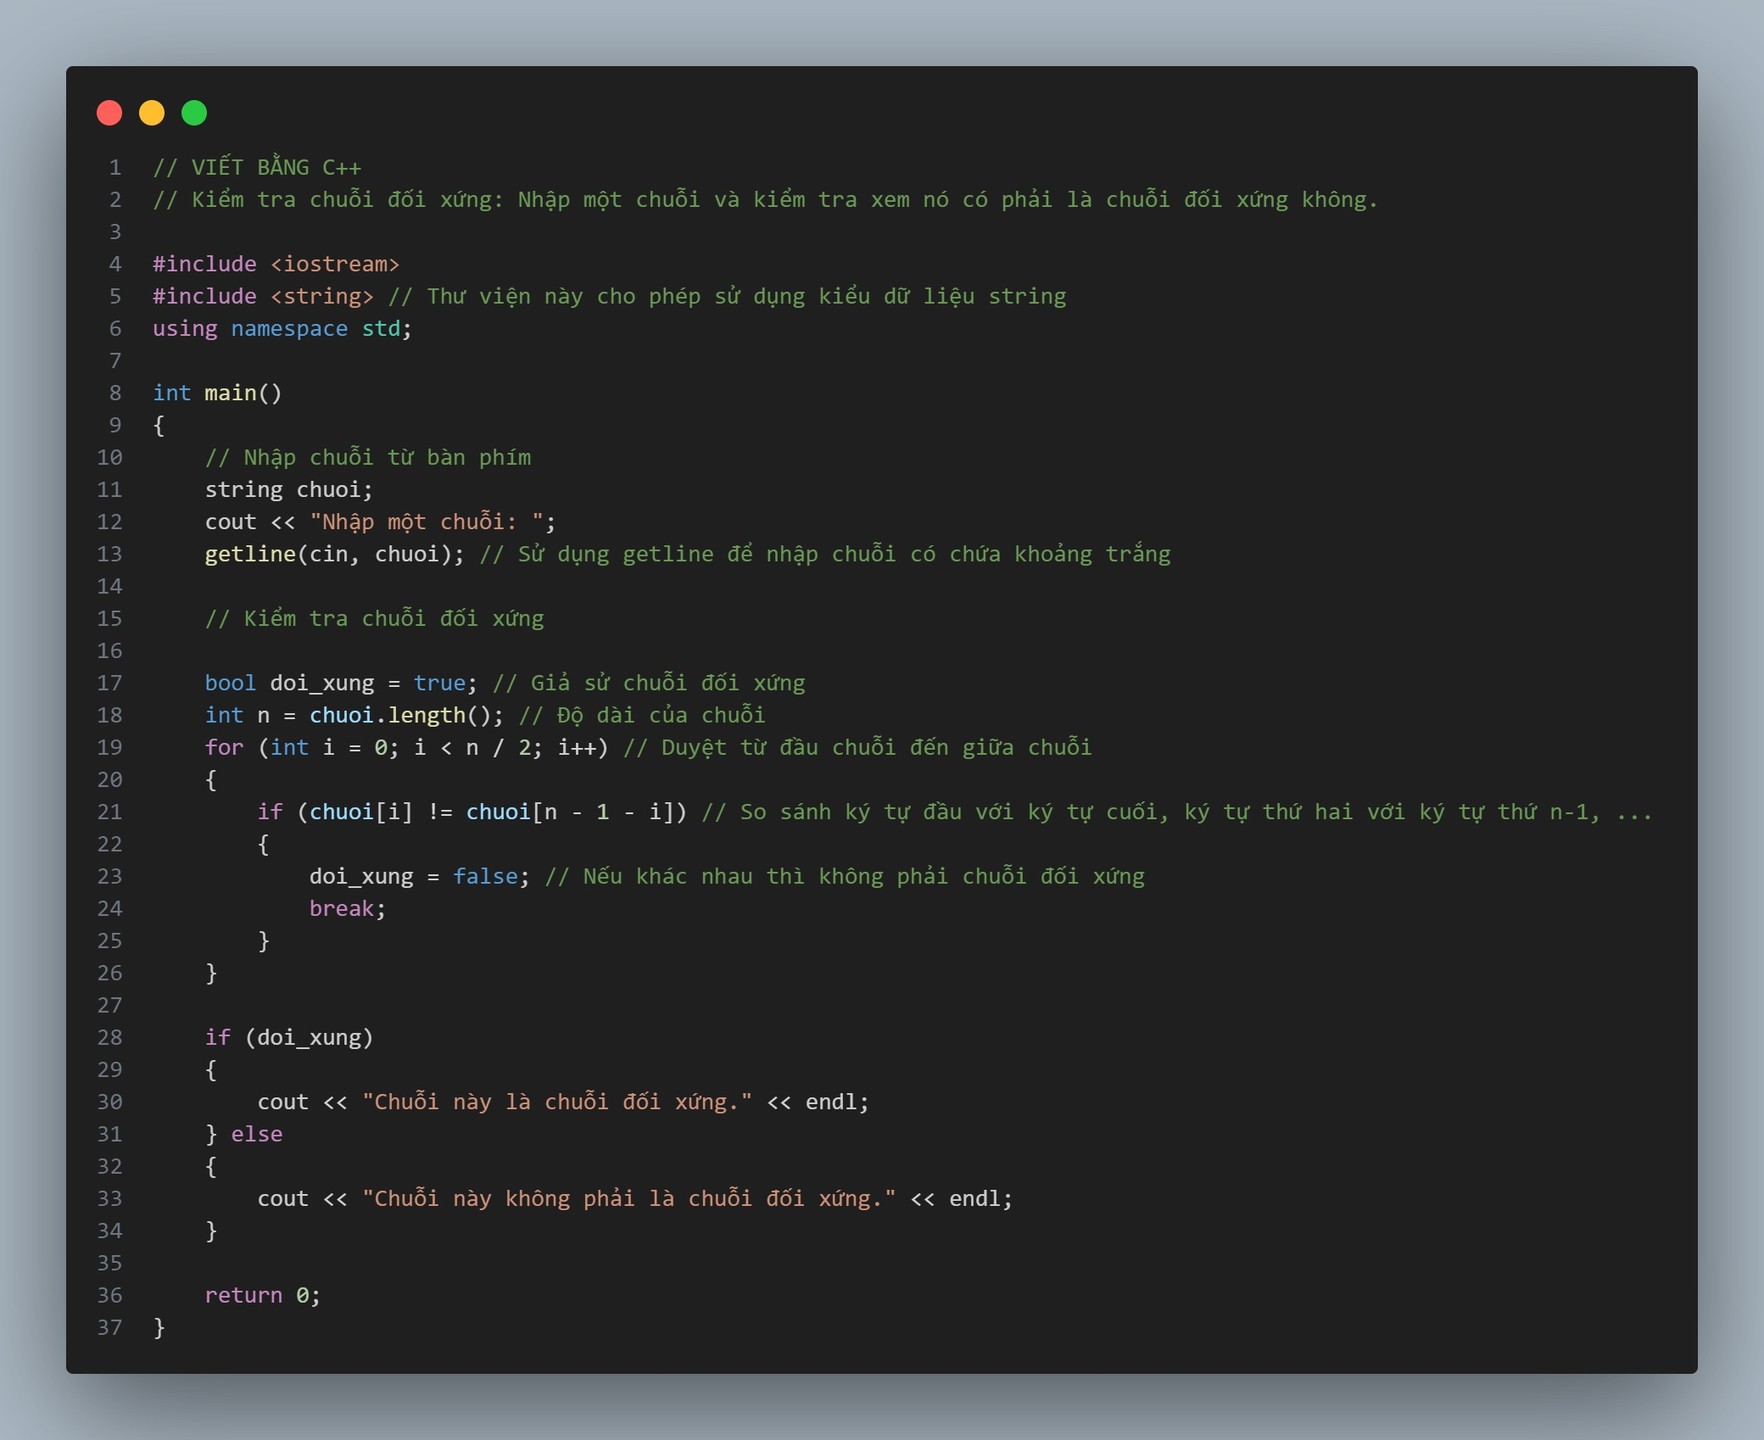 1 // VIẾT BẰNG C++
2 // Kiểm tra chuỗi đối xứng: Nhập một chuỗi và kiểm tra xem nó có phải là chuỗi đối xứng không.
3
4 #include <iostream>
5 #include <string> // Thư viện này cho phép sử dụng kiểu dữ liệu string
6 using namespace std;
7
8 int main()
9 {
10     // Nhập chuỗi từ bàn phím
11     string chuoi;
12     cout << "Nhập một chuỗi: ";
13     getline(cin, chuoi); // Sử dụng getline để nhập chuỗi có chứa khoảng trắng
14
15     // Kiểm tra chuỗi đối xứng
16
17     bool doi_xung = true; // Giả sử chuỗi đối xứng
18     int n = chuoi.length(); // Độ dài của chuỗi
19     for (int i = 0; i < n / 2; i++) // Duyệt từ đầu chuỗi đến giữa chuỗi
20     {
21         if (chuoi[i] != chuoi[n - 1 - i]) // So sánh ký tự đầu với ký tự cuối, ký tự thứ hai với ký tự thứ n-1, ...
22         {
23             doi_xung = false; // Nếu khác nhau thì không phải chuỗi đối xứng
24             break;
25         }
26     }
27
28     if (doi_xung)
29     {
30         cout << "Chuỗi này là chuỗi đối xứng." << endl;
31     } else
32     {
33         cout << "Chuỗi này không phải là chuỗi đối xứng." << endl;
34     }
35
36     return 0;
37 }